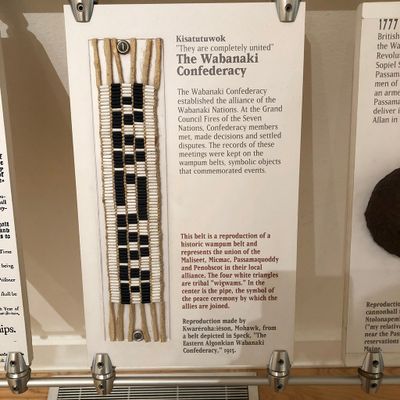 Kisatutuwok
"They are completely united"
The Wabanaki
Confederacy
The Wabanaki Confederacy
established the alliance of the
Wabanaki Nations. At the Grand
Council Fires of the Seven
Nations, Confederacy members
met, made decisions and settled
disputes. The records of these
meetings were kept on the
wampum belts, symbolic objects
that commemorated events.
This belt is a reproduction of a
historic wampum belt and
represents the union of the
Maliseet, Micmac, Passamaquoddy
and Penobscot in their local
alliance. The four white triangles
are tribal "wigwams." In the
center is the pipe, the symbol of
the peace ceremony by which the
allies are joined.
Reproduction made by
Kwaréroha:iéson, Mohawk, from
a belt depicted in Speck, "The
Eastern Algonkian Wabanaki
Confederacy," 1915.
1777
British
the Wa
Revolu
Sopiel S
Passama
men of
an arme
Passama
deliver i
Allan in
Reproduction
cannonball
Ntolonapemk
("my relative
near the Pass
reservations
Maine.